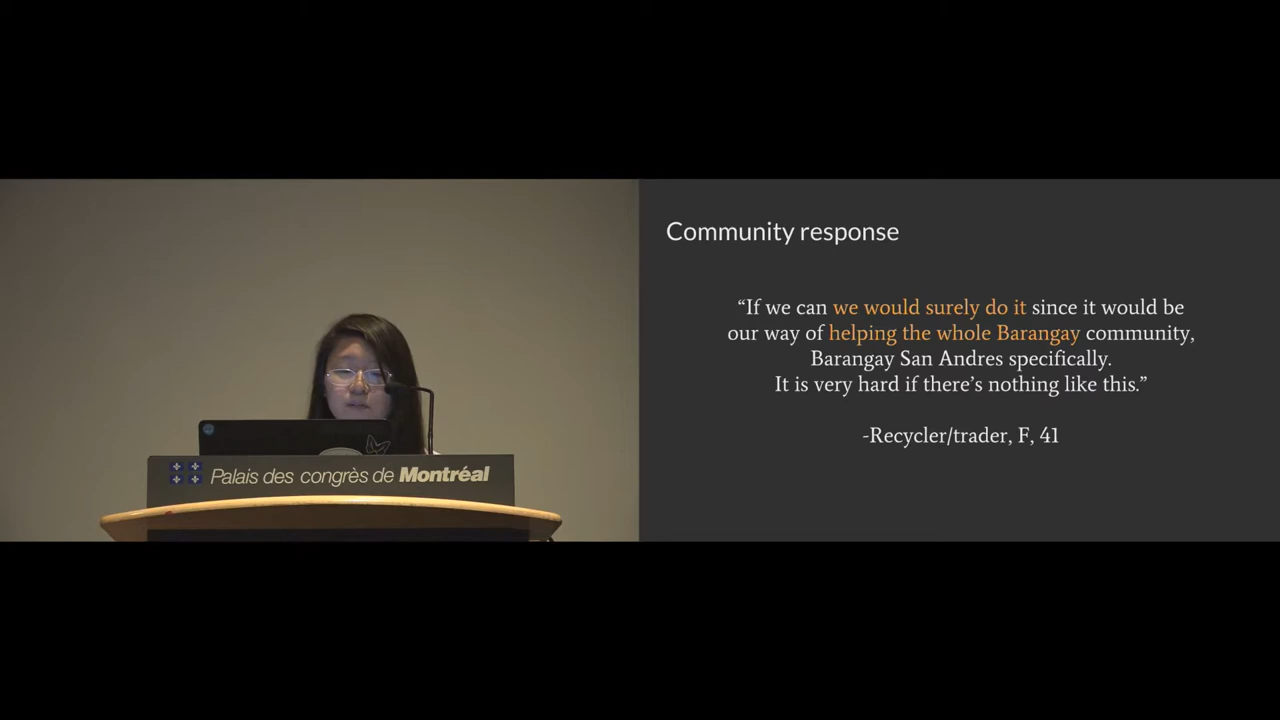 Palais des congrès de Montréal
Community response
“If we can we would surely do it since it would be
our way of helping the whole Barangay community,
Barangay San Andres specifically.
It is very hard if there’s nothing like this.”
-Recycler/trader, F, 41